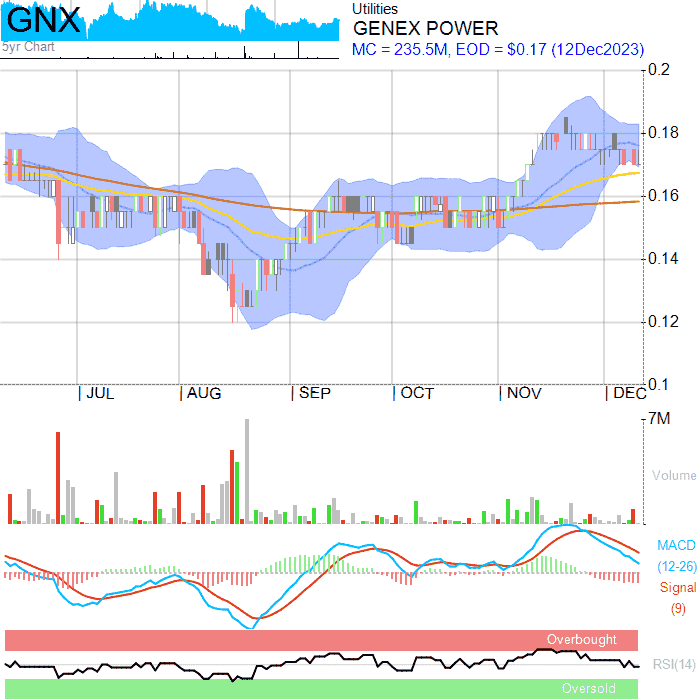 GNX
5yr Chart
Utilities
GENEX POWER
MC = 235.5M, EOD = $0.17 (12Dec2023)
0.2
0.18
0.16
0.14
0.12
0.1
| JUL | AUG | SEP | OCT | NOV | DEC
7M
Volume
MACD
(12-26)
Signal
(9)
Overbought
RSI(14)
Oversold